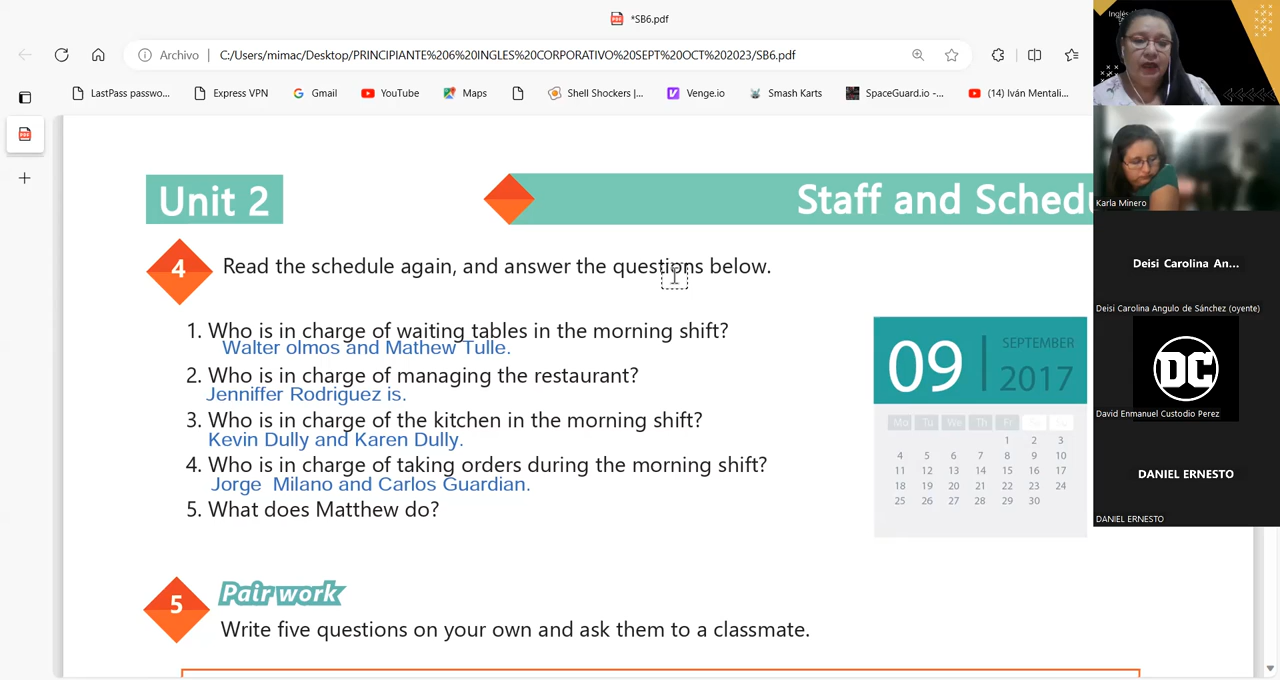 *SB6.pdf
Archivo
C:/Users/mimac/Desktop/PRINCIPIANTE%206%20INGLES%20CORPORATIVO%20SEPT%20OCT%202023/SB6.pdf
LastPass passwo...
Express VPN
Gmail
YouTube
Maps
Shell Shockers |...
Venge.io
Smash Karts
SpaceGuard.io -...
(14) Iván Mentali...
Unit 2
Staff and Schedu
4
Read the schedule again, and answer the questions below.
1. Who is in charge of waiting tables in the morning shift?
Walter olmos and Mathew Tulle.
2. Who is in charge of managing the restaurant?
Jenniffer Rodriguez is.
3. Who is in charge of the kitchen in the morning shift?
Kevin Dully and Karen Dully.
4. Who is in charge of taking orders during the morning shift?
Jorge Milano and Carlos Guardian.
5. What does Matthew do?
09
SEPTEMBER
2017
Mo Tu We Th Fr
1 2 3
4 5 6 7 8 9 10
11 12 13 14 15 16 17
18 19 20 21 22 23 24
25 26 27 28 29 30
5
Pair work
Write five questions on your own and ask them to a classmate.
Inglés
Karla Minero
Deisi Carolina An...
Deisi Carolina Angulo de Sánchez (oyente)
DC
David Enmanuel Custodio Perez
DANIEL ERNESTO
DANIEL ERNESTO